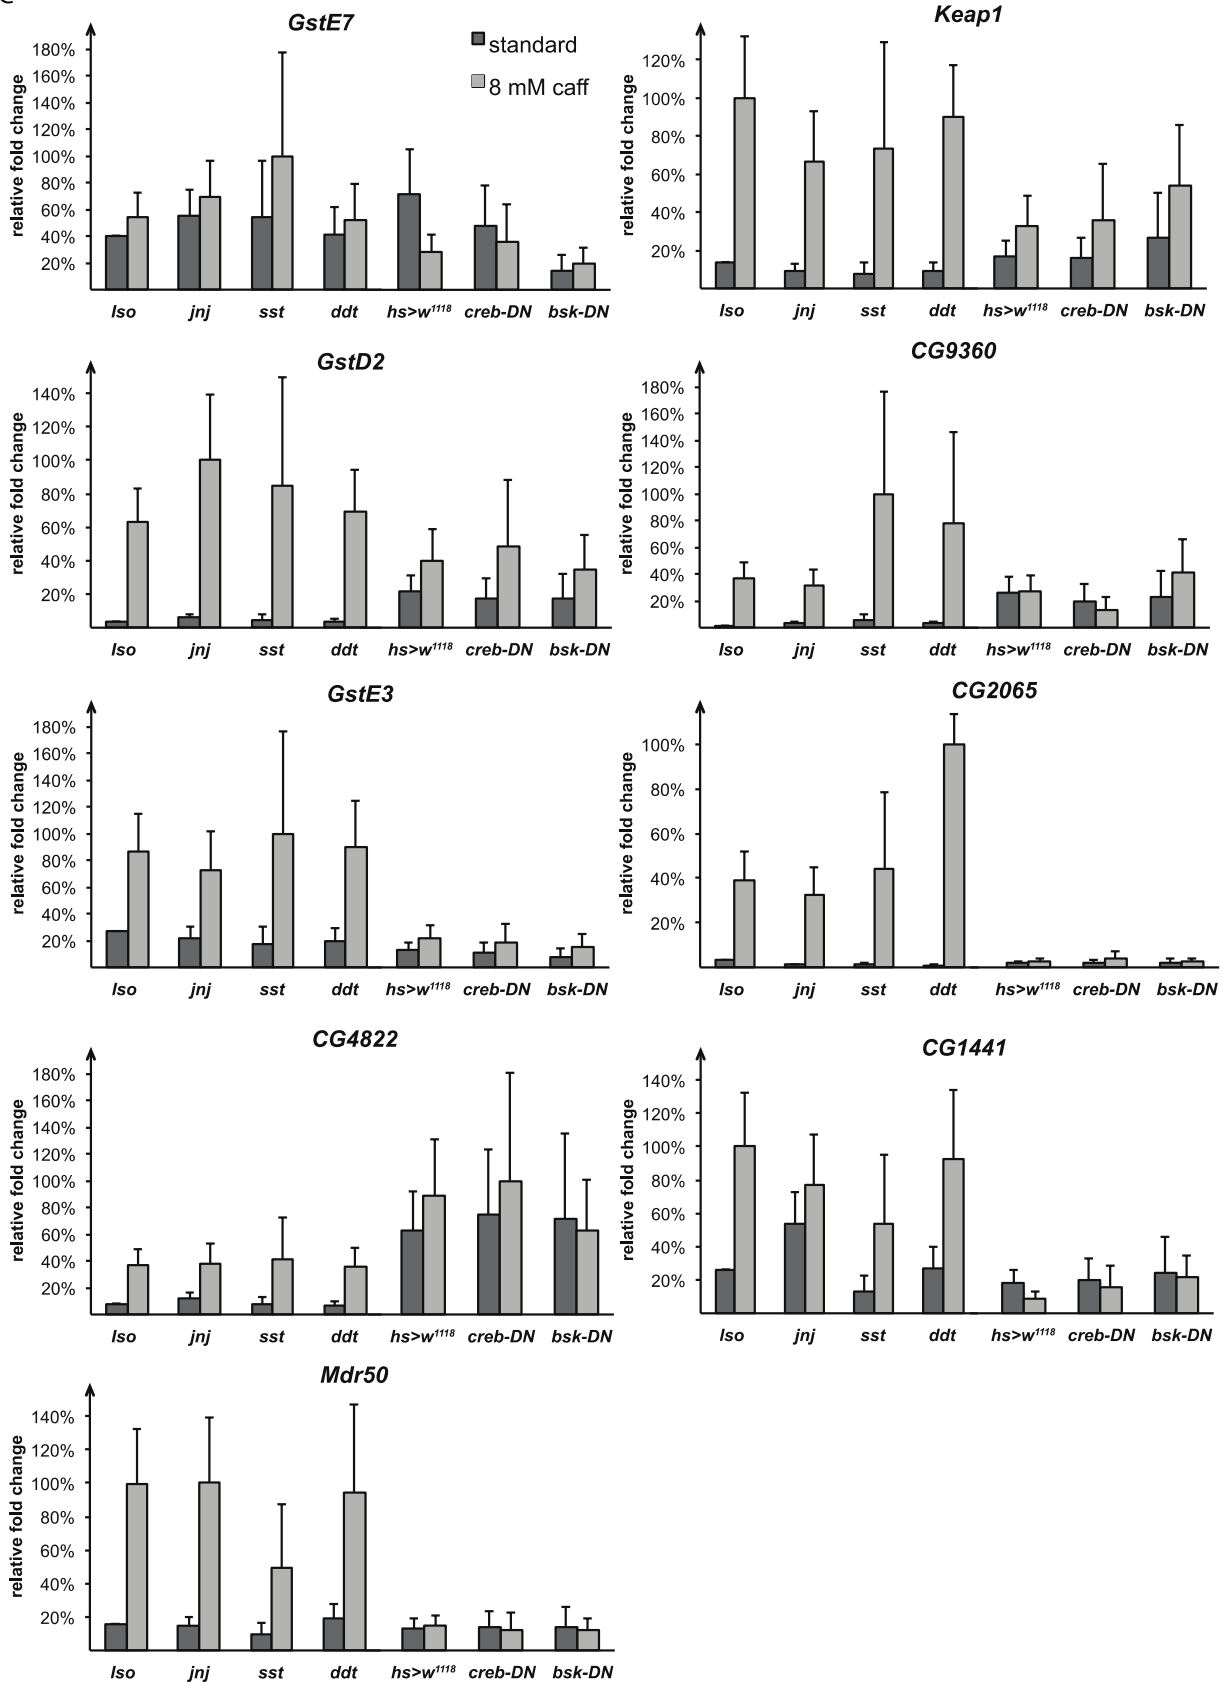 GstE7
standard
8 mM caff
relative fold change
180%
160%
140%
120%
100%
80%
60%
40%
20%
Iso jnj sst ddt hs>w1118 creb-DN bsk-DN
Keap1
relative fold change
120%
100%
80%
60%
40%
20%
Iso jnj sst ddt hs>w1118 creb-DN bsk-DN
GstD2
relative fold change
140%
120%
100%
80%
60%
40%
20%
Iso jnj sst ddt hs>w1118 creb-DN bsk-DN
CG9360
relative fold change
180%
160%
140%
120%
100%
80%
60%
40%
20%
Iso jnj sst ddt hs>w1118 creb-DN bsk-DN
GstE3
relative fold change
180%
160%
140%
120%
100%
80%
60%
40%
20%
Iso jnj sst ddt hs>w1118 creb-DN bsk-DN
CG2065
relative fold change
100%
80%
60%
40%
20%
Iso jnj sst ddt hs>w1118 creb-DN bsk-DN
CG4822
relative fold change
180%
160%
140%
120%
100%
80%
60%
40%
20%
Iso jnj sst ddt hs>w1118 creb-DN bsk-DN
CG1441
relative fold change
140%
120%
100%
80%
60%
40%
20%
Iso jnj sst ddt hs>w1118 creb-DN bsk-DN
Mdr50
relative fold change
140%
120%
100%
80%
60%
40%
20%
Iso jnj sst ddt hs>w1118 creb-DN bsk-DN